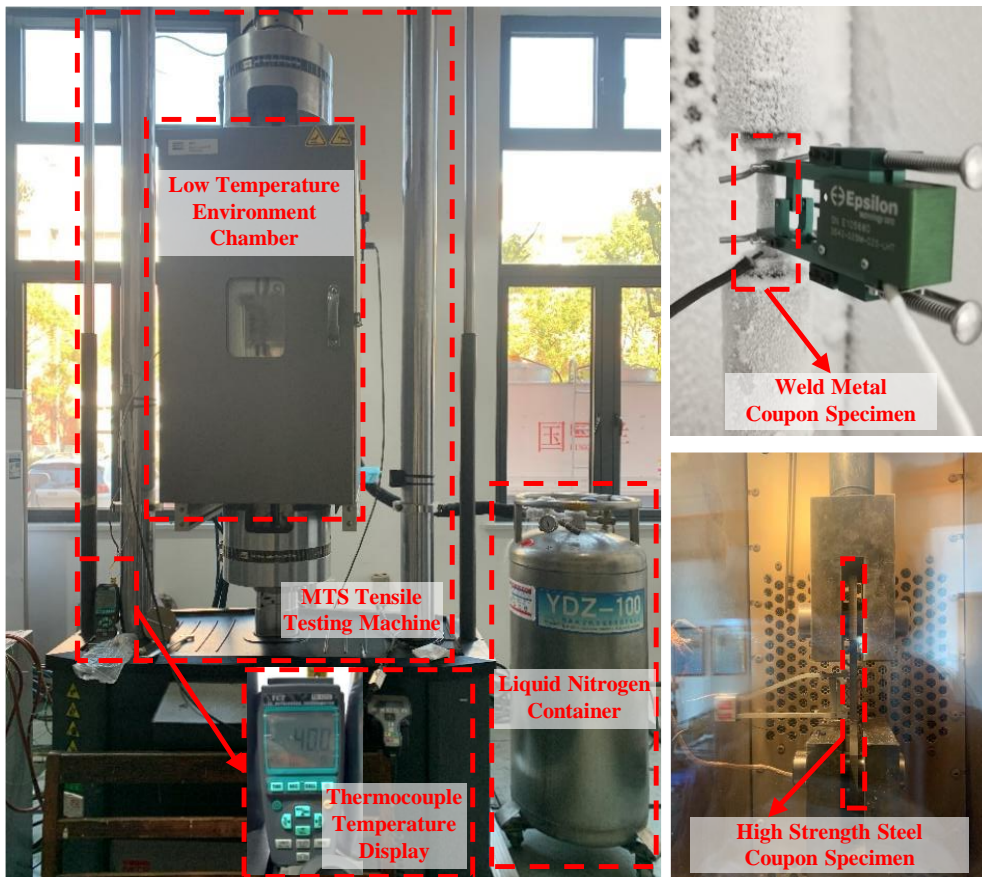 Low Temperature
Environment
Chamber
MTS Tensile
Testing Machine
YDZ-100
Liquid Nitrogen
Container
-40.0
Thermocouple
Temperature
Display
Epsilon
Weld Metal
Coupon Specimen
国
High Strength Steel
Coupon Specimen